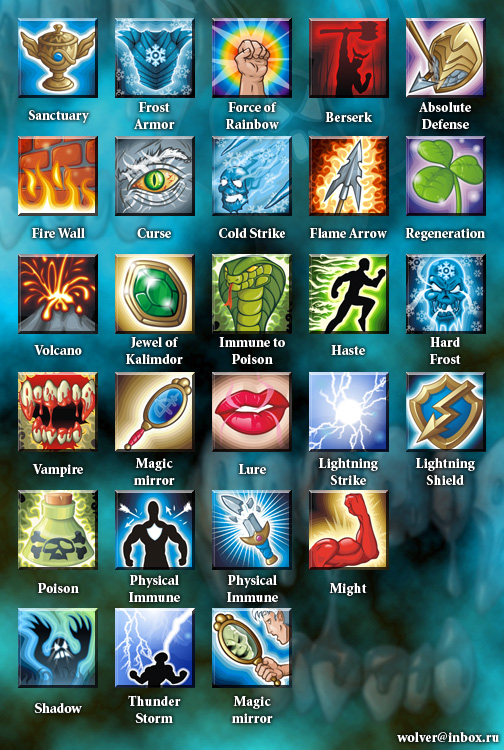 Sanctuary
Frost
Armor
Force of
Rainbow
Berserk
Absolute
Defense
Fire Wall
Curse
Cold Strike
Flame Arrow
Regeneration
Volcano
Jewel of
Kalimdor
Immune to
Poison
Haste
Hard
Frost
Vampire
Magic
mirror
Lure
Lightning
Strike
Lightning
Shield
Poison
Physical
Immune
Physical
Immune
Might
Shadow
Thunder
Storm
Magic
mirror
wolver@inbox.ru